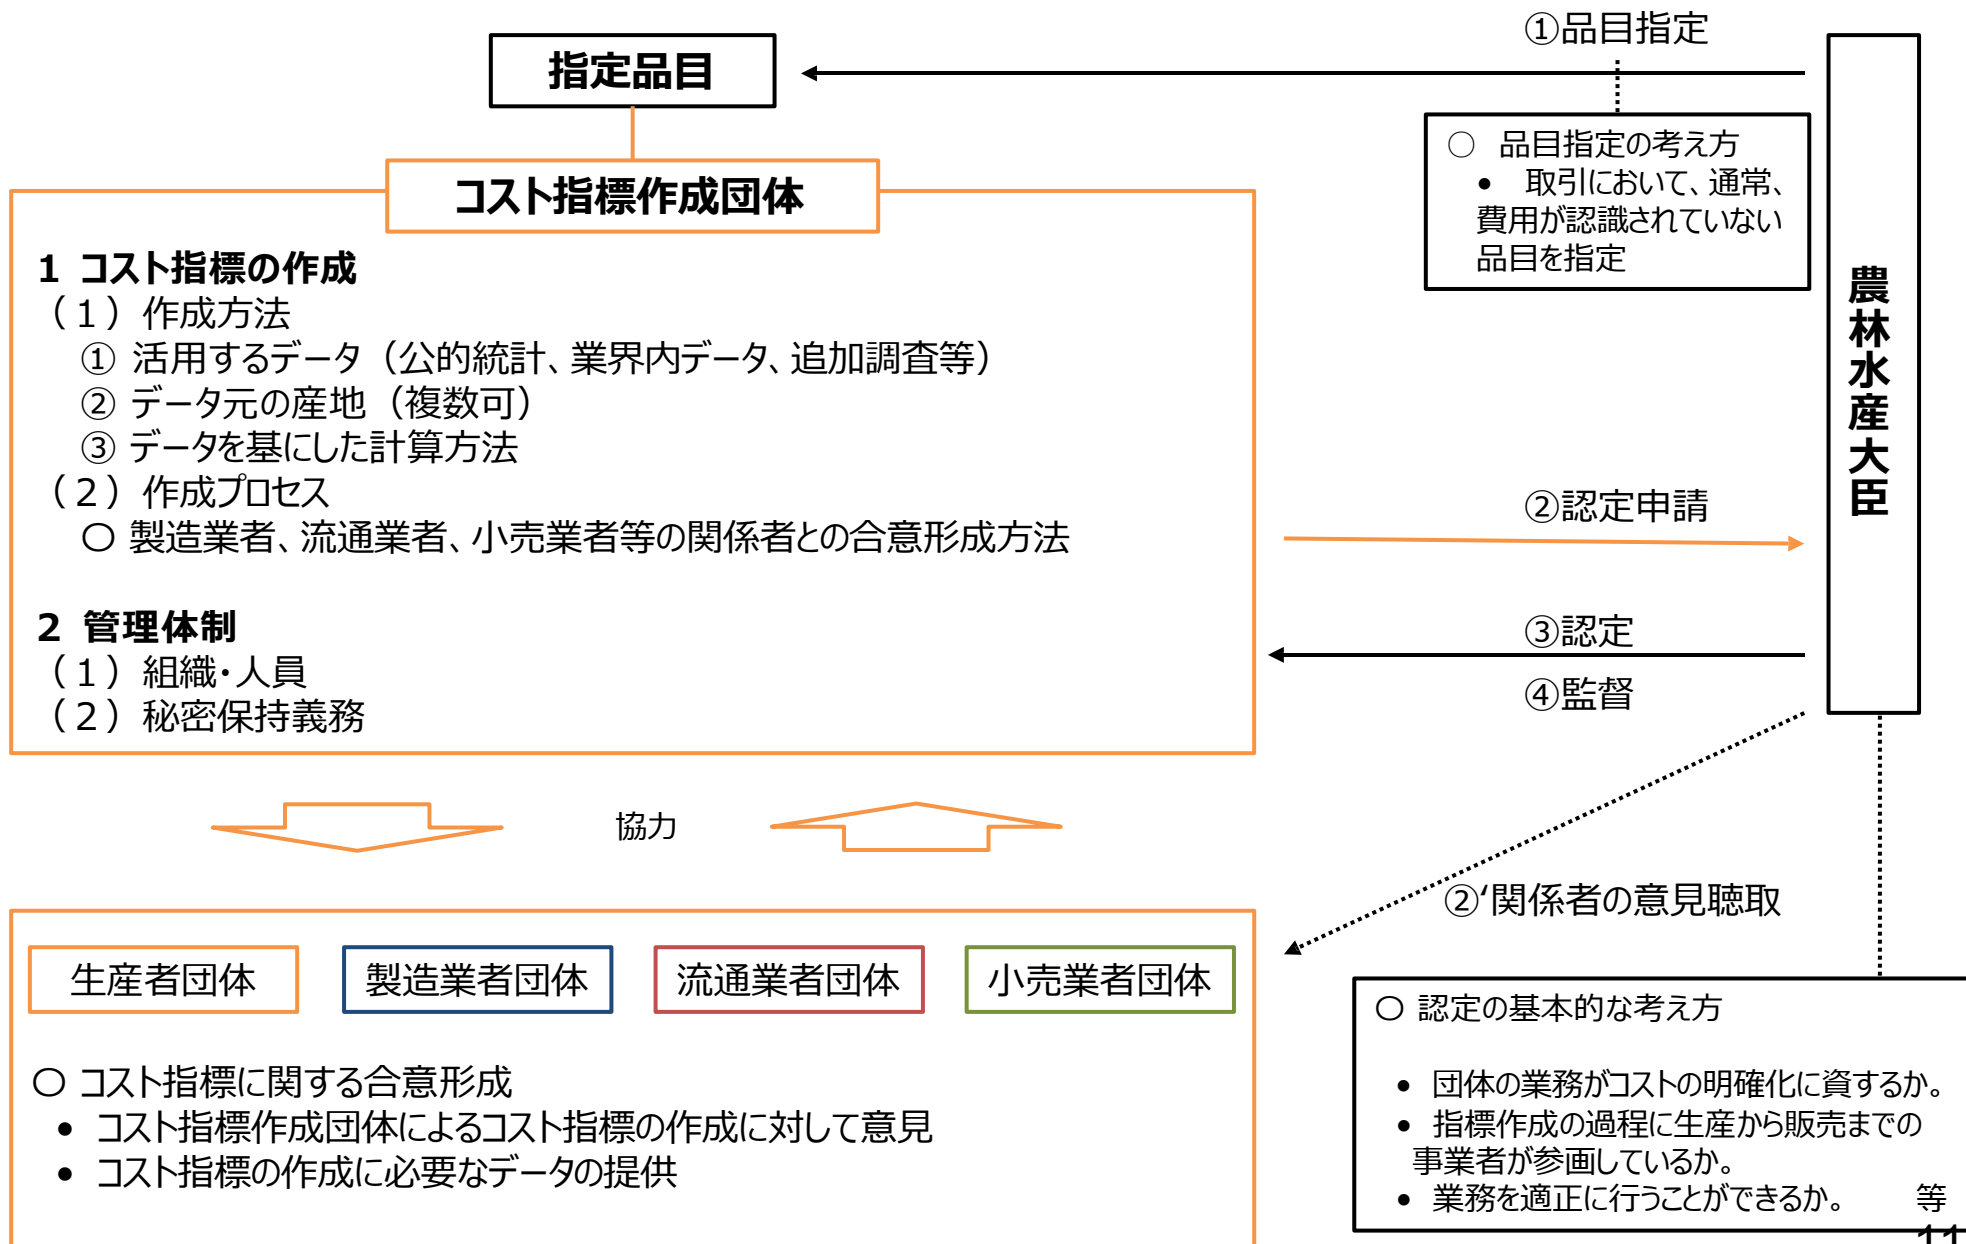 ①品目指定
指定品目
○ 品目指定の考え方
• 取引において、通常、
費用が認識されていない
品目を指定
農林水産大臣
コスト指標作成団体
1 コスト指標の作成
（１）作成方法
① 活用するデータ（公的統計、業界内データ、追加調査等）
② データ元の産地（複数可）
③ データを基にした計算方法
（２）作成プロセス
〇 製造業者、流通業者、小売業者等の関係者との合意形成方法
2 管理体制
（１）組織・人員
（２）秘密保持義務
②認定申請
③認定
④監督
協力
②‘関係者の意見聴取
生産者団体
製造業者団体
流通業者団体
小売業者団体
〇 コスト指標に関する合意形成
• コスト指標作成団体によるコスト指標の作成に対して意見
• コスト指標の作成に必要なデータの提供
〇 認定の基本的な考え方
• 団体の業務がコストの明確化に資するか。
• 指標作成の過程に生産から販売までの
事業者が参画しているか。
• 業務を適正に行うことができるか。 等
11